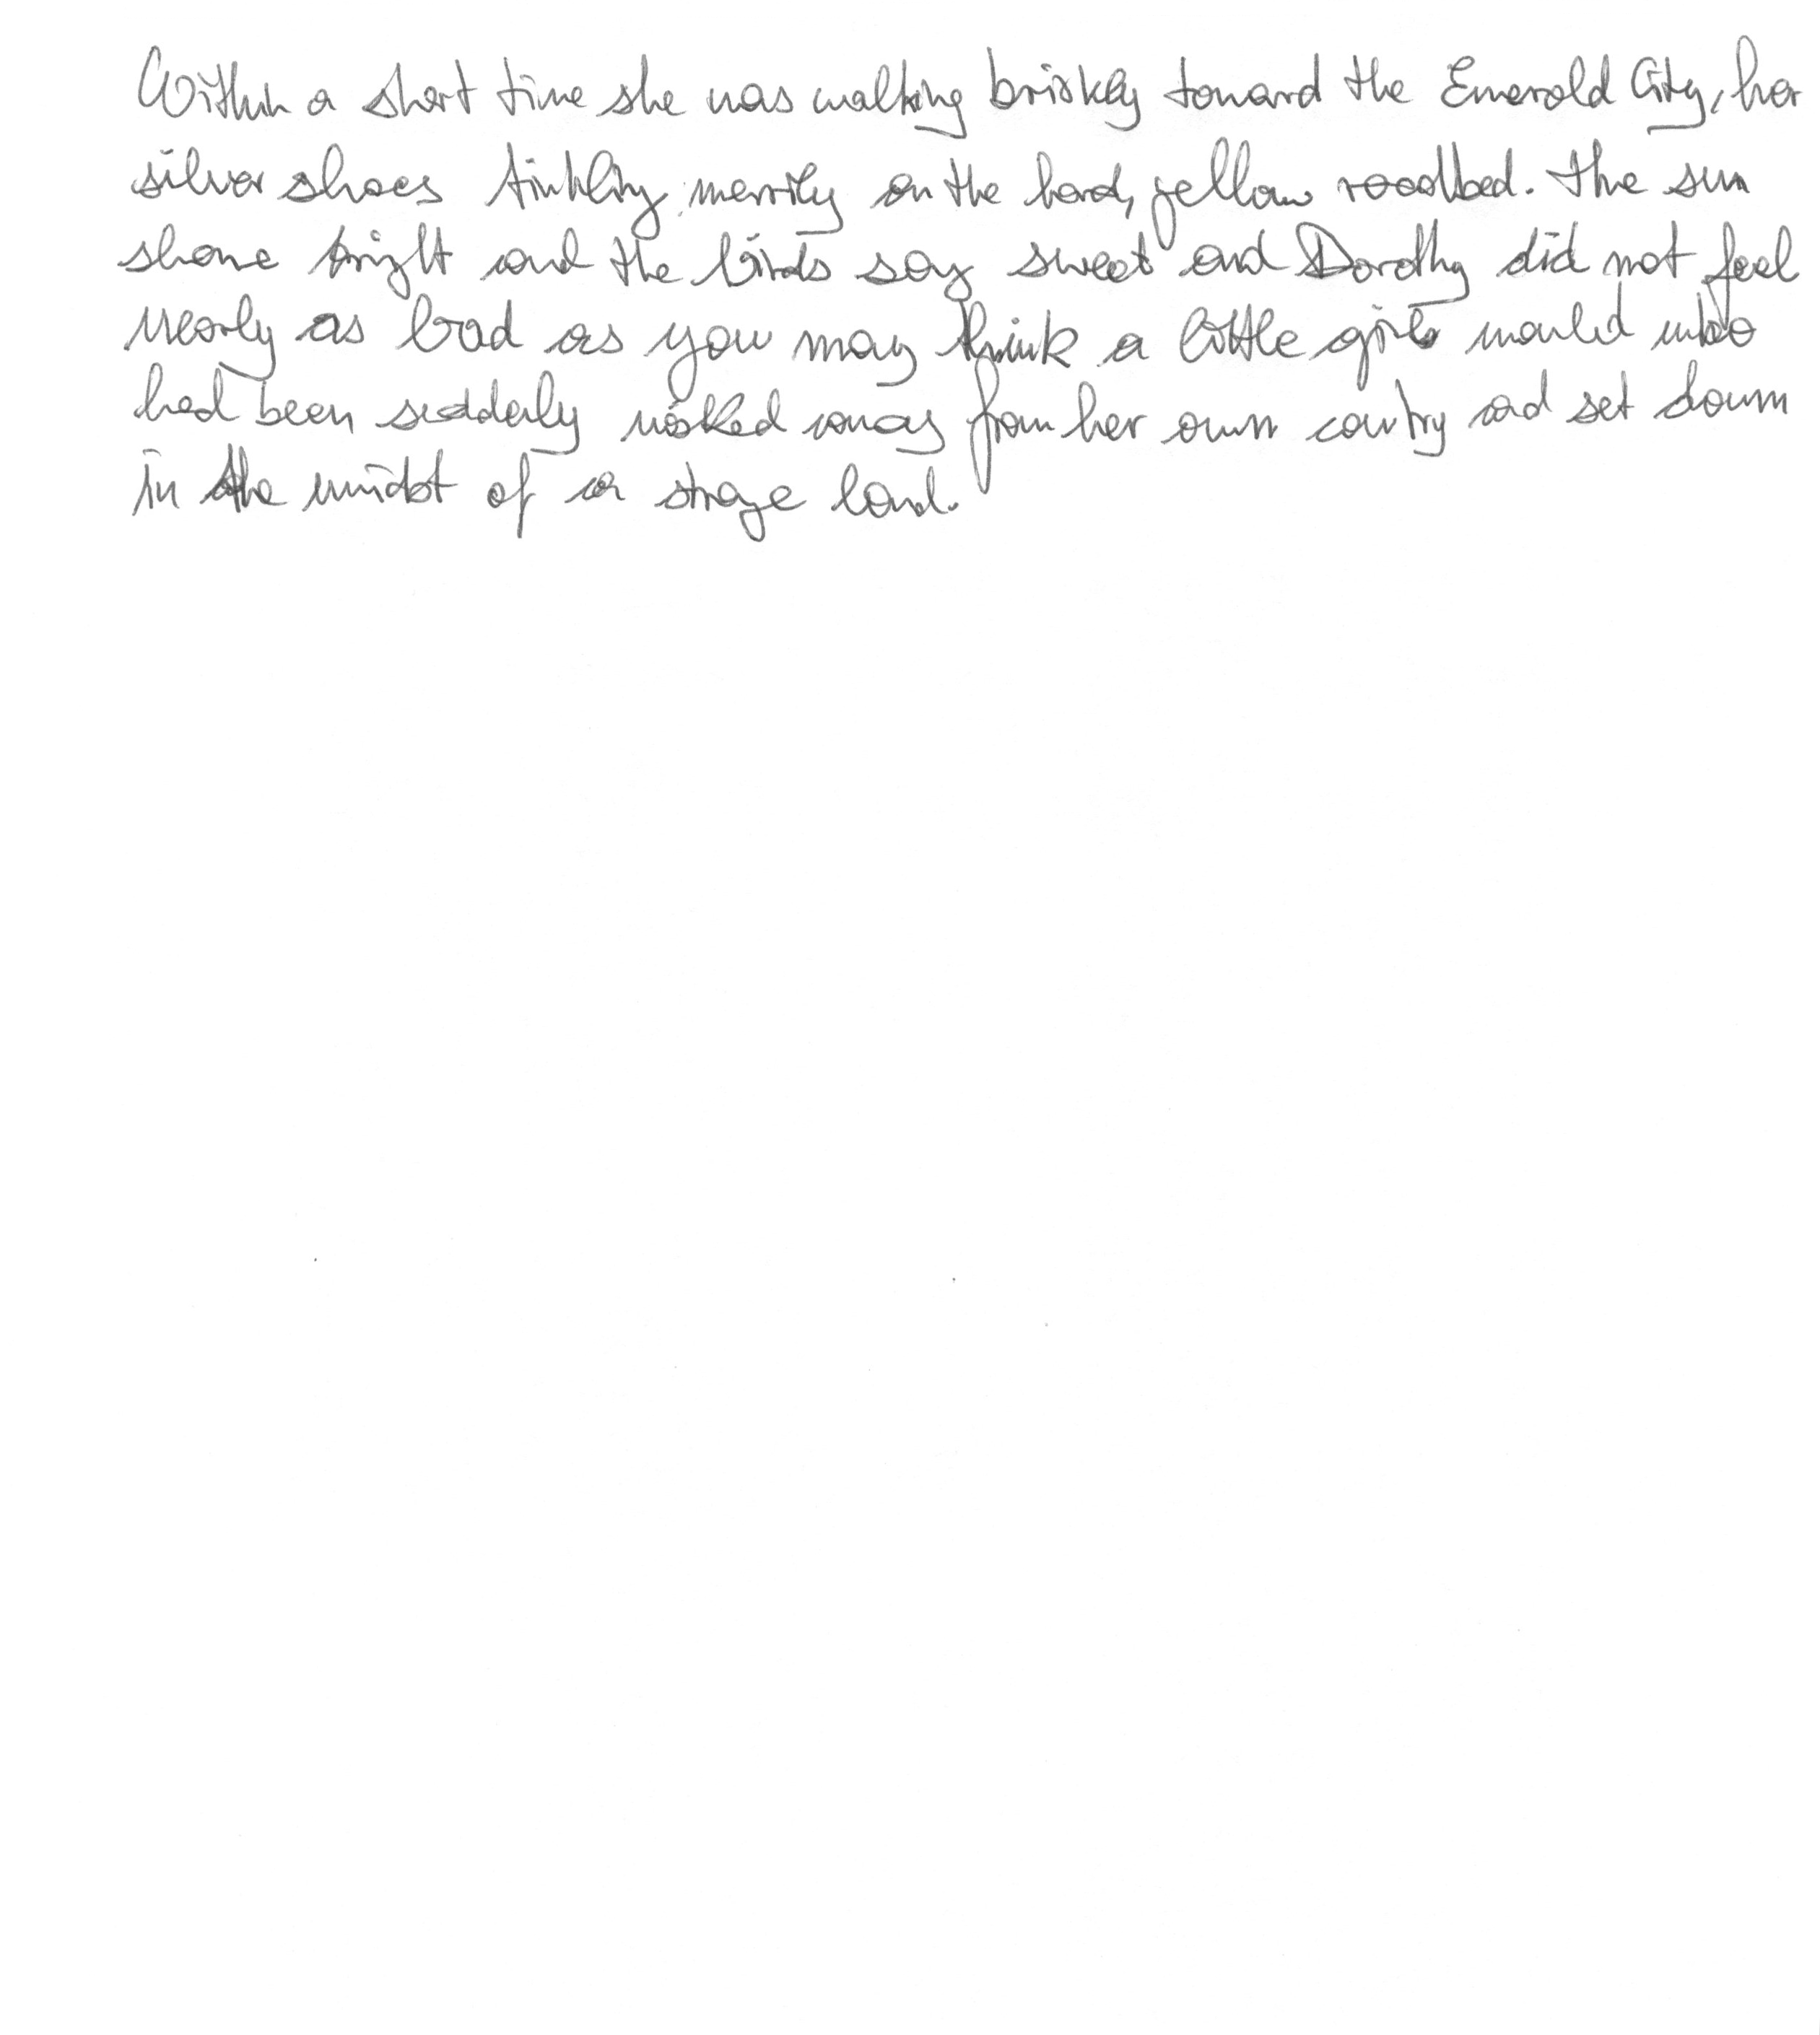 Within a short time she was walking briskly toward the Emerald City, her
silver shoes tinkling merrily on the hard, yellow roadbed. The sun
shone bright and the birds sang sweet and Dorothy did not feel
nearly as bad as you may think a little girl would who
had been suddenly whisked away from her own country and set down
in the midst of a strange land.